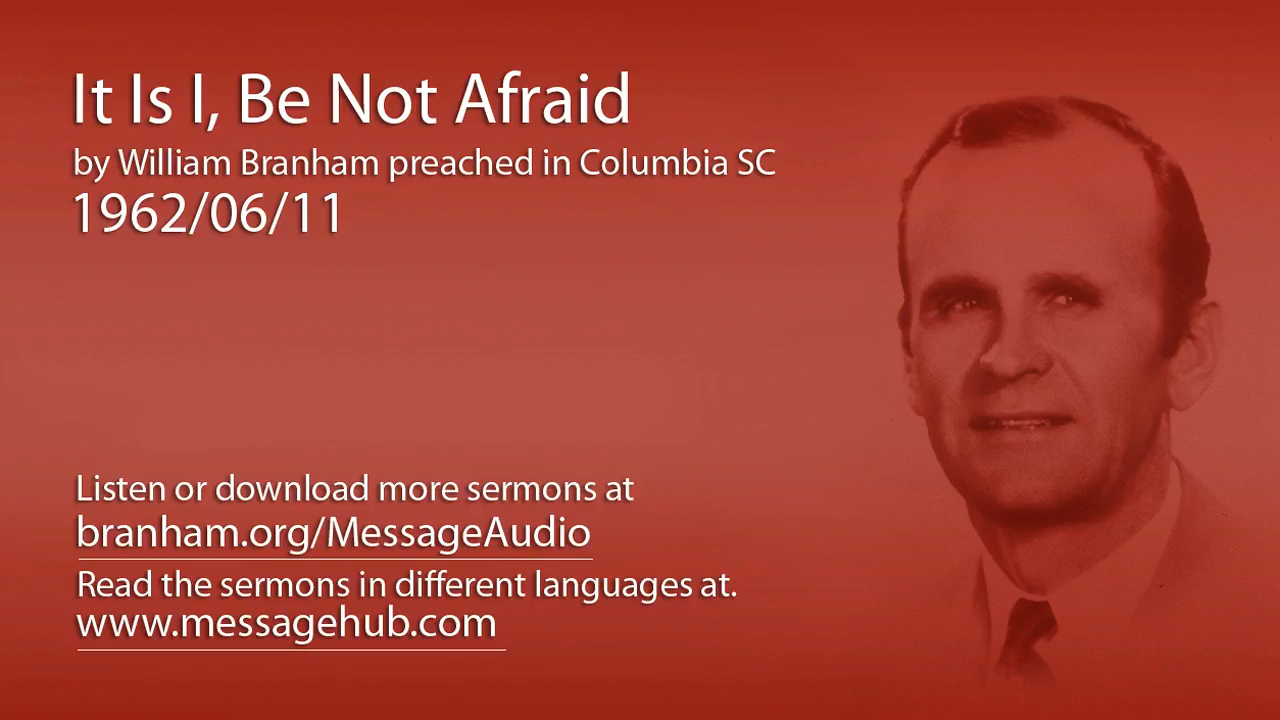 It Is I, Be Not Afraid
by William Branham preached in Columbia SC
1962/06/11
Listen or download more sermons at
branham.org/MessageAudio
Read the sermons in different languages at.
www.messagehub.com